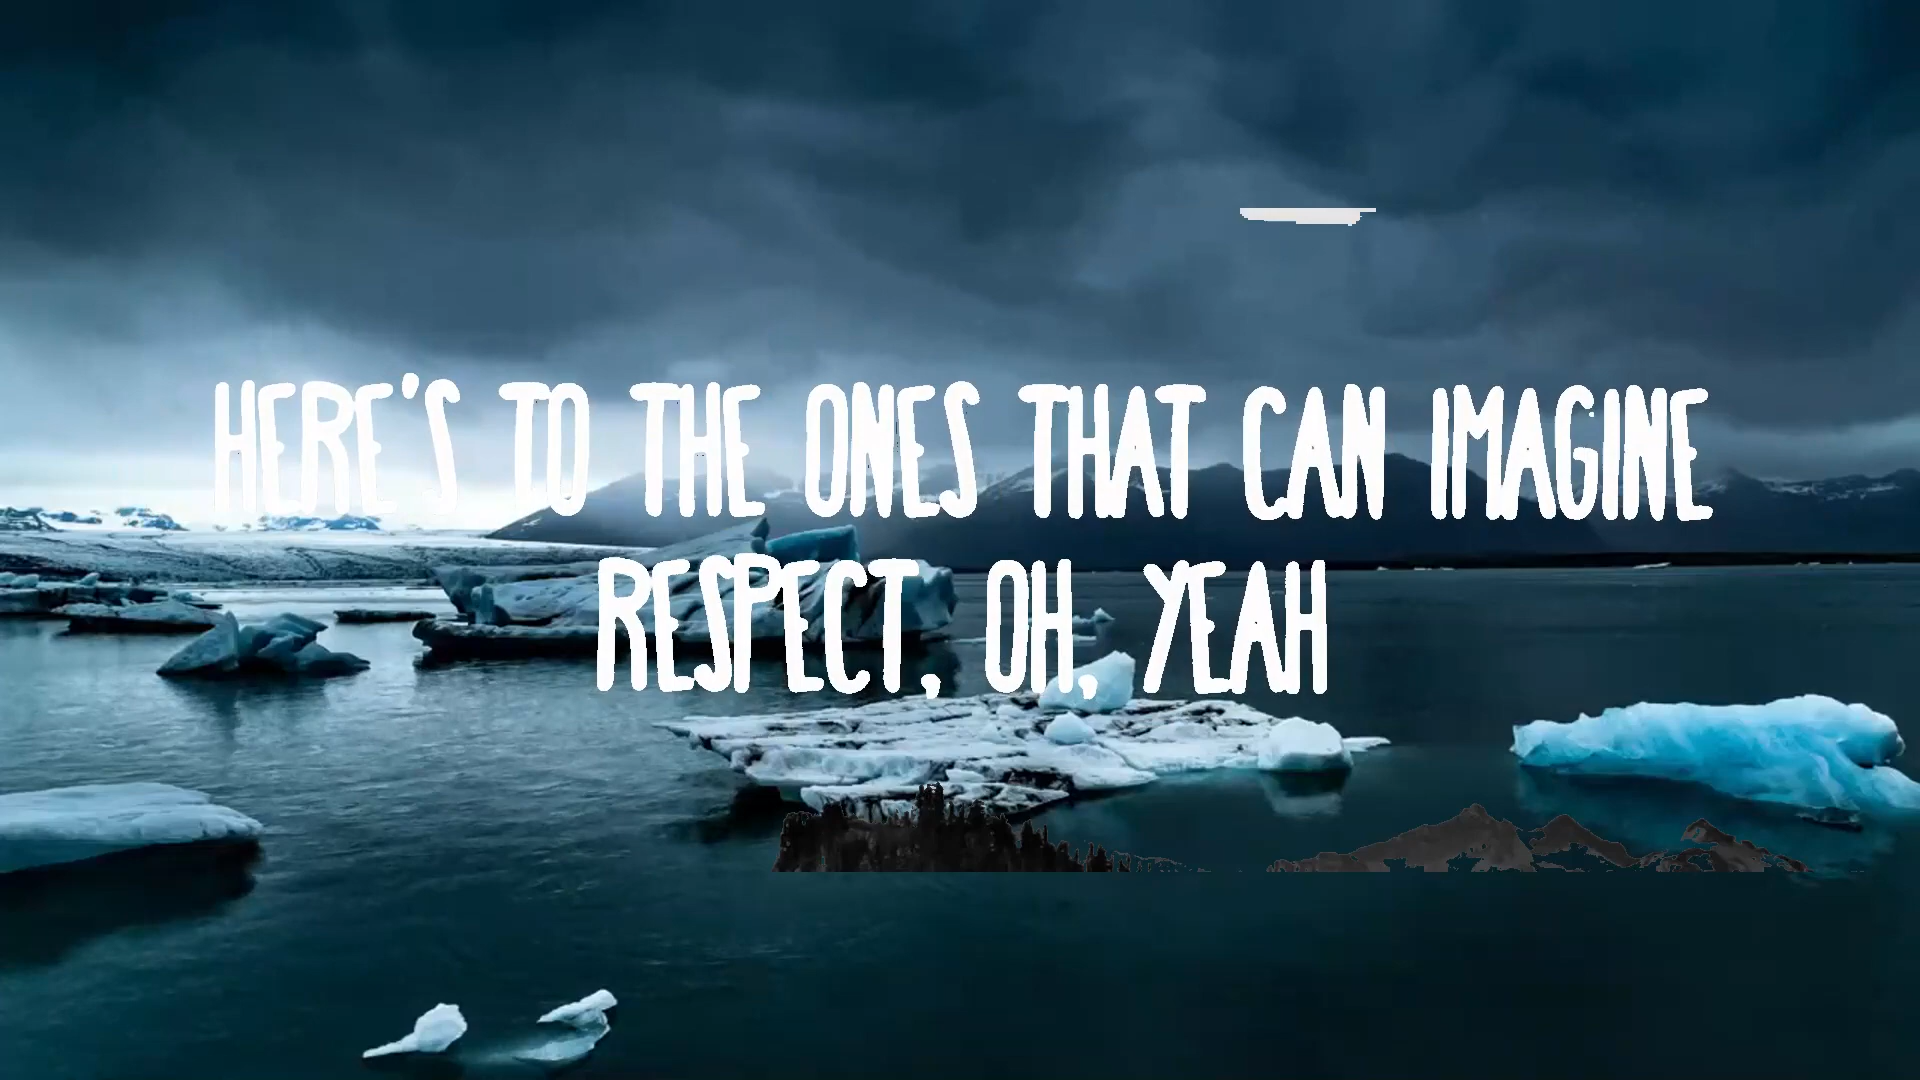 HERE'S TO THE ONES THAT CAN IMAGINE
RESPECT, OH, YEAH